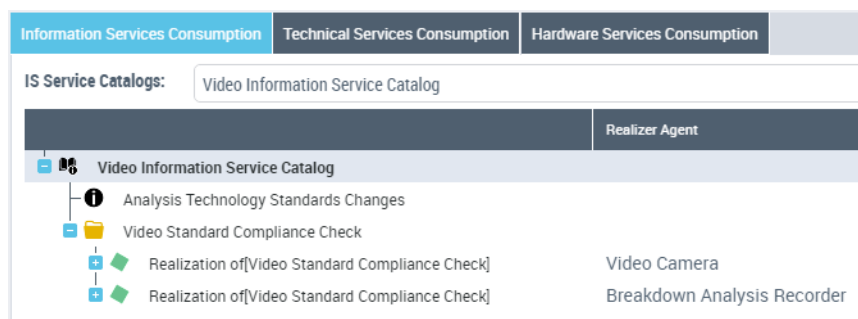 Information Services Consumption Technical Services Consumption Hardware Services Consumption
IS Service Catalogs: Video Information Service Catalog
Realizer Agent
Video Information Service Catalog
Analysis Technology Standards Changes
Video Standard Compliance Check
Realization of[Video Standard Compliance Check] Video Camera
Realization of[Video Standard Compliance Check] Breakdown Analysis Recorder